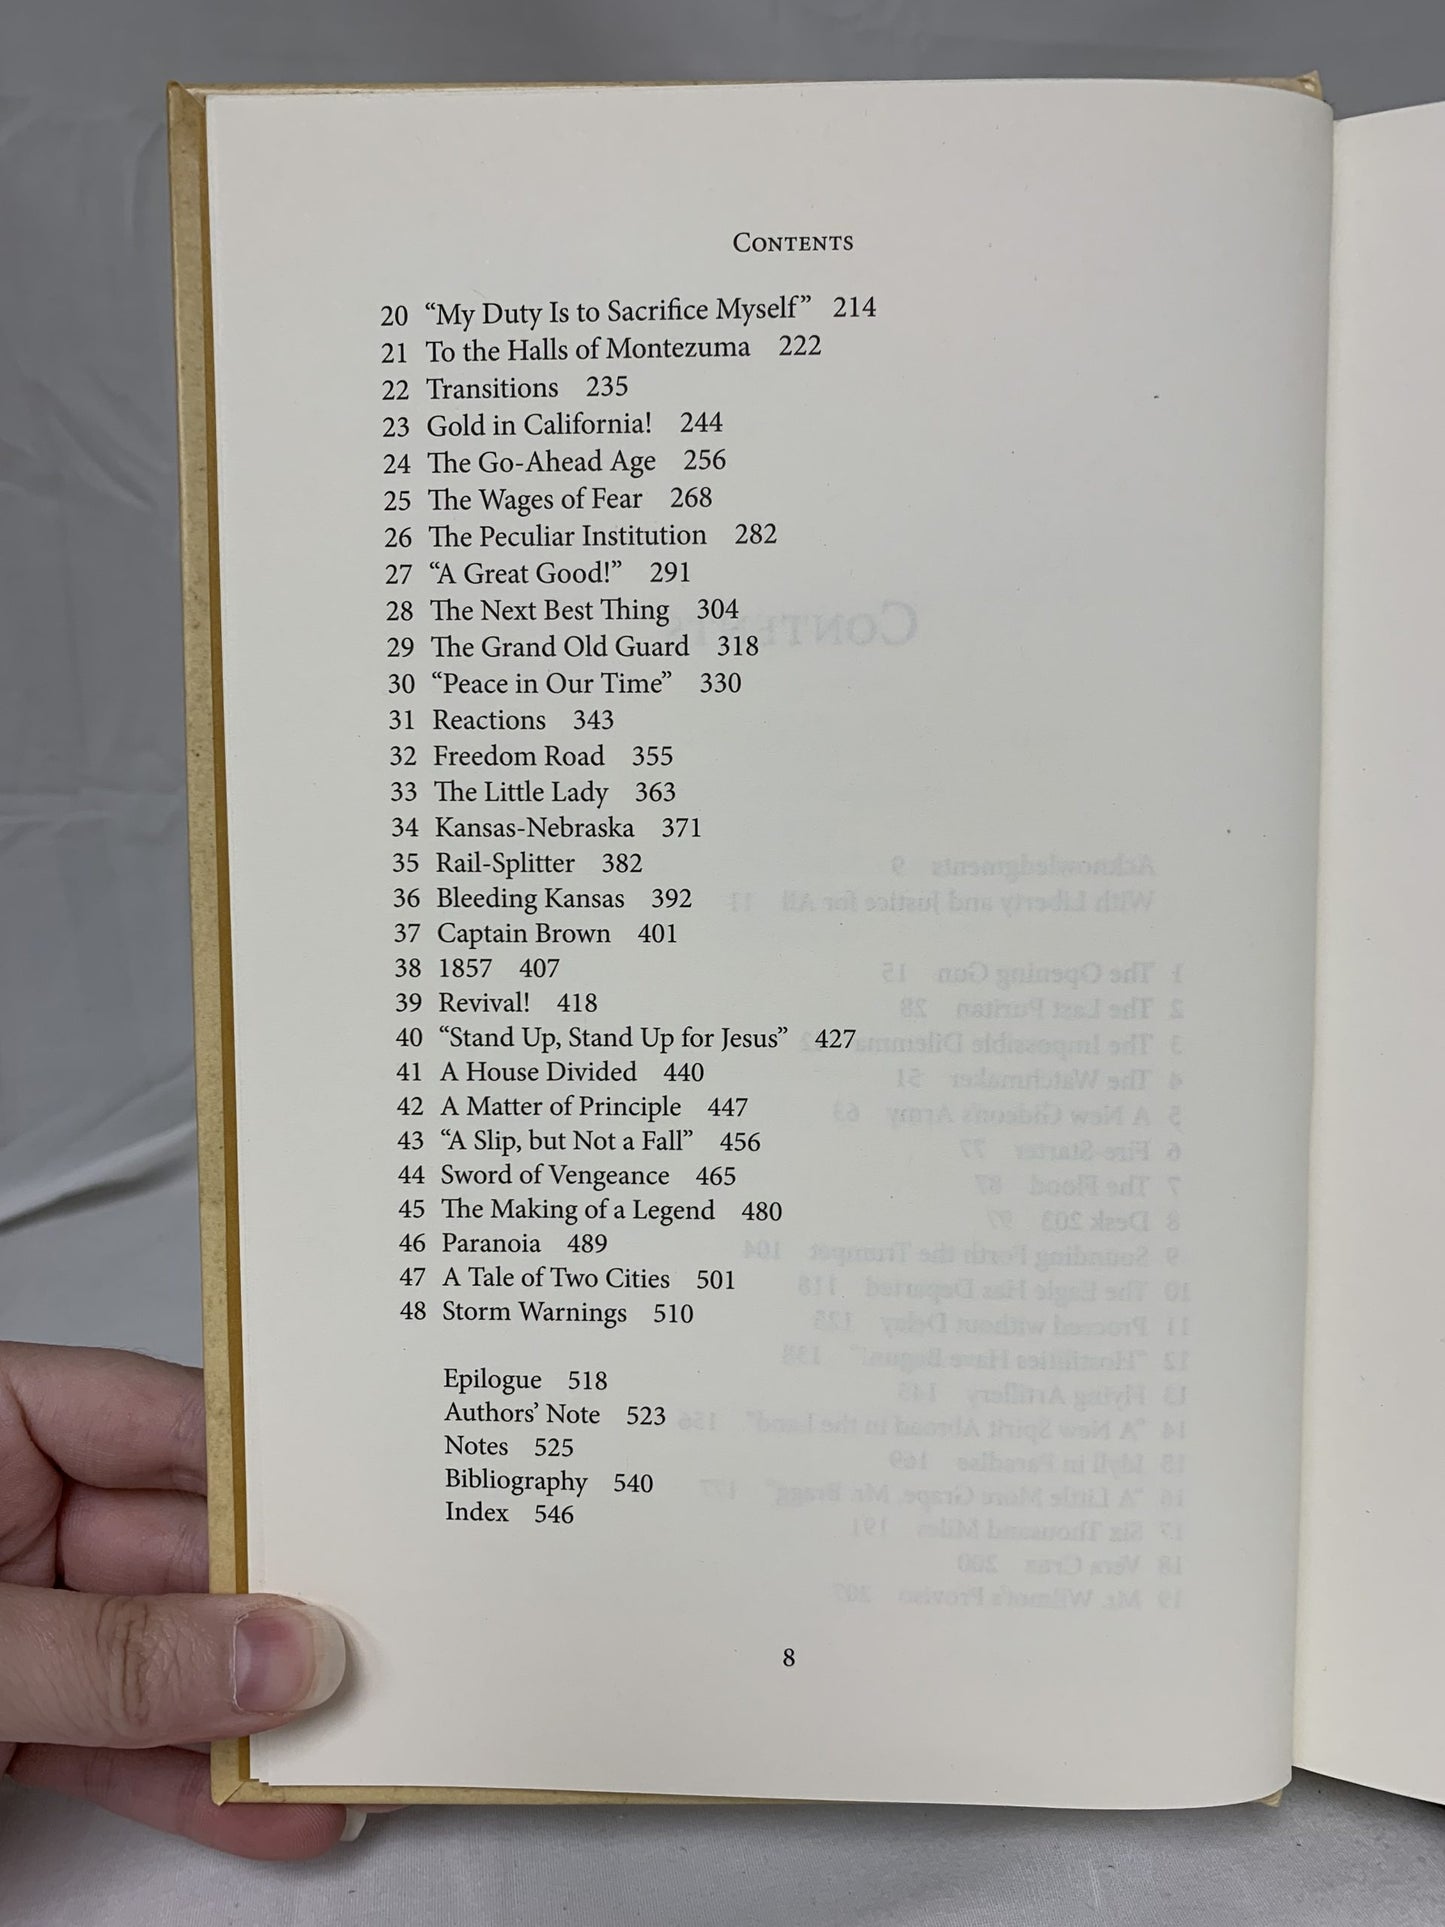 CONTENTS
20 “My Duty Is to Sacrifice Myself” 214
21 To the Halls of Montezuma 222
22 Transitions 235
23 Gold in California! 244
24 The Go-Ahead Age 256
25 The Wages of Fear 268
26 The Peculiar Institution 282
27 “A Great Good!” 291
28 The Next Best Thing 304
29 The Grand Old Guard 318
30 “Peace in Our Time” 330
31 Reactions 343
32 Freedom Road 355
33 The Little Lady 363
34 Kansas-Nebraska 371
35 Rail-Splitter 382
36 Bleeding Kansas 392
37 Captain Brown 401
38 1857 407
39 Revival! 418
40 “Stand Up, Stand Up for Jesus” 427
41 A House Divided 440
42 A Matter of Principle 447
43 “A Slip, but Not a Fall” 456
44 Sword of Vengeance 465
45 The Making of a Legend 480
46 Paranoia 489
47 A Tale of Two Cities 501
48 Storm Warnings 510
Epilogue 518
Authors’ Note 523
Notes 525
Bibliography 540
Index 546
8